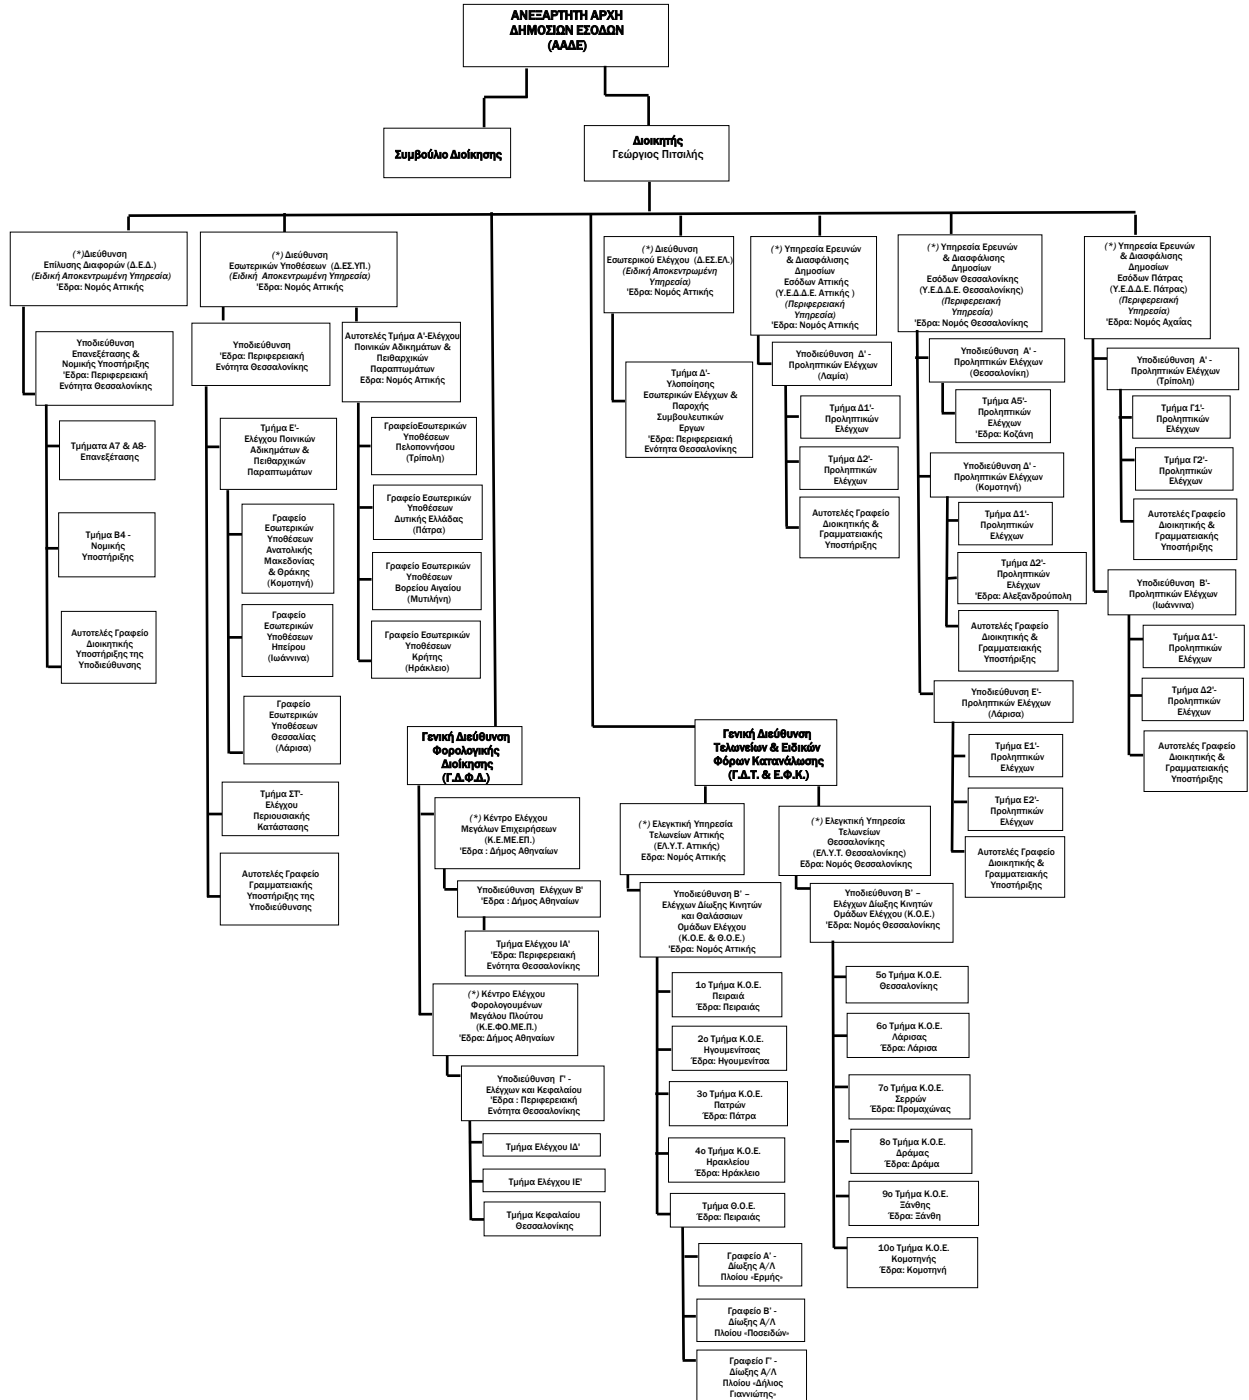 ΑΝΕΞΑΡΤΗΤΗ ΑΡΧΗ
ΔΗΜΟΣΙΩΝ ΕΣΟΔΩΝ
(ΑΑΔΕ)
Συμβούλιο Διοίκησης
Διοικητής
Γεώργιος Πιτσιλής
(*)Διεύθυνση
Επίλυσης Διαφορών (Δ.Ε.Δ.)
(Ειδική Αποκεντρωμένη Υπηρεσία)
Έδρα: Νομός Αττικής
Υποδιεύθυνση
Επανεξέτασης &
Νομικής Υποστήριξης
Έδρα: Περιφερειακή
Ενότητα Θεσσαλονίκης
Τμήματα Α7 & Α8-
Επανεξέτασης
Τμήμα Β4 -
Νομικής
Υποστήριξης
Αυτοτελές Γραφείο
Διοικητικής
Υποστήριξης της
Υποδιεύθυνσης
(*) Διεύθυνση
Εσωτερικών Υποθέσεων (Δ.ΕΣ.ΥΠ.)
(Ειδική Αποκεντρωμένη Υπηρεσία)
Έδρα: Νομός Αττικής
Υποδιεύθυνση
Έδρα: Περιφερειακή
Ενότητα Θεσσαλονίκης
Τμήμα Ε'-
Ελέγχου Ποινικών
Αδικημάτων &
Πειθαρχικών
Παραπτωμάτων
Γραφείο
Εσωτερικών
Υποθέσεων
Ανατολικής
Μακεδονίας
& Θράκης
(Κομοτηνή)
Γραφείο
Εσωτερικών
Υποθέσεων
Ηπείρου
(Ιωάννινα)
Γραφείο
Εσωτερικών
Υποθέσεων
Θεσσαλίας
(Λάρισα)
Τμήμα ΣΤ'-
Ελέγχου
Περιουσιακής
Κατάστασης
Αυτοτελές Γραφείο
Γραμματειακής
Υποστήριξης της
Υποδιεύθυνσης
Αυτοτελές Τμήμα Α'-Ελέγχου
Ποινικών Αδικημάτων &
Πειθαρχικών
Παραπτωμάτων
Εδρα: Νομός Αττικής
ΓραφείοΕσωτερικών
Υποθέσεων
Πελοποννήσου
(Τρίπολη)
Γραφείο Εσωτερικών
Υποθέσεων
Δυτικής Ελλάδας
(Πάτρα)
Γραφείο Εσωτερικών
Υποθέσεων
Βορείου Αιγαίου
(Μυτιλήνη)
Γραφείο Εσωτερικών
Υποθέσεων
Κρήτης
(Ηράκλειο)
Γενική Διεύθυνση
Φορολογικής
Διοίκησης
(Γ.Δ.Φ.Δ.)
(*) Κέντρο Ελέγχου
Μεγάλων Επιχειρήσεων
(Κ.Ε.ΜΕ.ΕΠ.)
Έδρα : Δήμος Αθηναίων
Υποδιεύθυνση Ελέγχων Β'
Έδρα : Δήμος Αθηναίων
Τμήμα Ελέγχου ΙΑ'
Έδρα: Περιφερειακή
Ενότητα Θεσσαλονίκης
(*) Κέντρο Ελέγχου
Φορολογουμένων
Μεγάλου Πλούτου
(Κ.Ε.ΦΟ.ΜΕ.Π.)
Έδρα: Δήμος Αθηναίων
Υποδιεύθυνση Γ' -
Ελέγχων και Κεφαλαίου
Έδρα : Περιφερειακή
Ενότητα Θεσσαλονίκης
Τμήμα Ελέγχου ΙΔ'
Τμήμα Ελέγχου ΙΕ'
Τμήμα Κεφαλαίου
Θεσσαλονίκης
Γενική Διεύθυνση
Τελωνείων & Ειδικών
Φόρων Κατανάλωσης
(Γ.Δ.Τ. & Ε.Φ.Κ.)
(*) Ελεγκτική Υπηρεσία
Τελωνείων Αττικής
(ΕΛ.Υ.Τ. Αττικής)
Εδρα: Νομός Αττικής
Υποδιεύθυνση Β' –
Ελέγχων Δίωξης Κινητών
και Θαλάσσιων
Ομάδων Ελέγχου
(Κ.Ο.Ε. & Θ.Ο.Ε.)
Έδρα: Νομός Αττικής
1ο Τμήμα Κ.Ο.Ε.
Πειραιά
Έδρα: Πειραιάς
2ο Τμήμα Κ.Ο.Ε.
Ηγουμενίτσας
Έδρα: Ηγουμενίτσα
3ο Τμήμα Κ.Ο.Ε.
Πατρών
Έδρα: Πάτρα
4ο Τμήμα Κ.Ο.Ε.
Ηρακλείου
Έδρα: Ηράκλειο
Τμήμα Θ.Ο.Ε.
Έδρα: Πειραιάς
Γραφείο Α' -
Δίωξης Α/Λ
Πλοίου «Ερμής»
Γραφείο Β' -
Δίωξης Α/Λ
Πλοίου «Ποσειδών»
Γραφείο Γ' -
Δίωξης Α/Λ
Πλοίου «Δήλιος
Γιαννιώτης»
(*) Ελεγκτική Υπηρεσία
Τελωνείων
Θεσσαλονίκης
(ΕΛ.Υ.Τ. Θεσσαλονίκης)
Εδρα: Νομός Θεσσαλονίκης
Υποδιεύθυνση Β' –
Ελέγχων Δίωξης Κινητών
Ομάδων Ελέγχου (Κ.Ο.Ε.)
Έδρα: Νομός Θεσσαλονίκης
5ο Τμήμα Κ.Ο.Ε.
Θεσσαλονίκης
6ο Τμήμα Κ.Ο.Ε.
Λάρισας
Έδρα: Λάρισα
7ο Τμήμα Κ.Ο.Ε.
Σερρών
Έδρα: Προμαχώνας
8ο Τμήμα Κ.Ο.Ε.
Δράμας
Έδρα: Δράμα
9ο Τμήμα Κ.Ο.Ε.
Ξάνθης
Έδρα: Ξάνθη
10ο Τμήμα Κ.Ο.Ε.
Κομοτηνής
Έδρα: Κομοτηνή
(*) Διεύθυνση
Εσωτερικού Ελέγχου (Δ.ΕΣ.ΕΛ.)
(Ειδική Αποκεντρωμένη
Υπηρεσία)
Έδρα: Νομός Αττικής
Τμήμα Δ'-
Υλοποίησης
Εσωτερικών Ελέγχων &
Παροχής
Συμβουλευτικών
Εργων
Έδρα: Περιφερειακή
Ενότητα Θεσσαλονίκης
(*) Υπηρεσία Ερευνών
& Διασφάλισης
Δημοσίων
Εσόδων Αττικής
(Υ.Ε.Δ.Δ.Ε. Αττικής )
(Περιφερειακή
Υπηρεσία)
Έδρα: Νομός Αττικής
Υποδιεύθυνση Δ' -
Προληπτικών Ελέγχων
(Λαμία)
Τμήμα Δ1'-
Προληπτικών
Ελέγχων
Τμήμα Δ2'-
Προληπτικών
Ελέγχων
Αυτοτελές Γραφείο
Διοικητικής &
Γραμματειακής
Υποστήριξης
(*) Υπηρεσία Ερευνών
& Διασφάλισης
Δημοσίων
Εσόδων Θεσσαλονίκης
(Υ.Ε.Δ.Δ.Ε. Θεσσαλονίκης)
(Περιφερειακή
Υπηρεσία)
Έδρα: Νομός Θεσσαλονίκης
Υποδιεύθυνση Α' -
Προληπτικών Ελέγχων
(Θεσσαλονίκη)
Τμήμα Α5'-
Προληπτικών
Ελέγχων
Έδρα: Κοζάνη
Υποδιεύθυνση Δ' -
Προληπτικών Ελέγχων
(Κομοτηνή)
Τμήμα Δ1'-
Προληπτικών
Ελέγχων
Τμήμα Δ2'-
Προληπτικών
Ελέγχων
Έδρα: Αλεξανδρούπολη
Αυτοτελές Γραφείο
Διοικητικής &
Γραμματειακής
Υποστήριξης
Υποδιεύθυνση Ε'-
Προληπτικών Ελέγχων
(Λάρισα)
Τμήμα Ε1'-
Προληπτικών
Ελέγχων
Τμήμα Ε2'-
Προληπτικών
Ελέγχων
Αυτοτελές Γραφείο
Διοικητικής &
Γραμματειακής
Υποστήριξης
(*) Υπηρεσία Ερευνών
& Διασφάλισης
Δημοσίων
Εσόδων Πάτρας
(Υ.Ε.Δ.Δ.Ε. Πάτρας)
(Περιφερειακή
Υπηρεσία)
Έδρα: Νομός Αχαΐας
Υποδιεύθυνση Α' -
Προληπτικών Ελέγχων
(Τρίπολη)
Τμήμα Γ1'-
Προληπτικών
Ελέγχων
Τμήμα Γ2'-
Προληπτικών
Ελέγχων
Αυτοτελές Γραφείο
Διοικητικής &
Γραμματειακής
Υποστήριξης
Υποδιεύθυνση Β'-
Προληπτικών Ελέγχων
(Ιωάννινα)
Τμήμα Δ1'-
Προληπτικών
Ελέγχων
Τμήμα Δ2'-
Προληπτικών
Ελέγχων
Αυτοτελές Γραφείο
Διοικητικής &
Γραμματειακής
Υποστήριξης